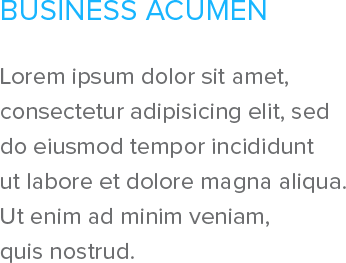 BUSINESS ACUMEN
Lorem ipsum dolor sit amet,
consectetur adipisicing elit, sed
do eiusmod tempor incididunt
ut labore et dolore magna aliqua.
Ut enim ad minim veniam,
quis nostrud.